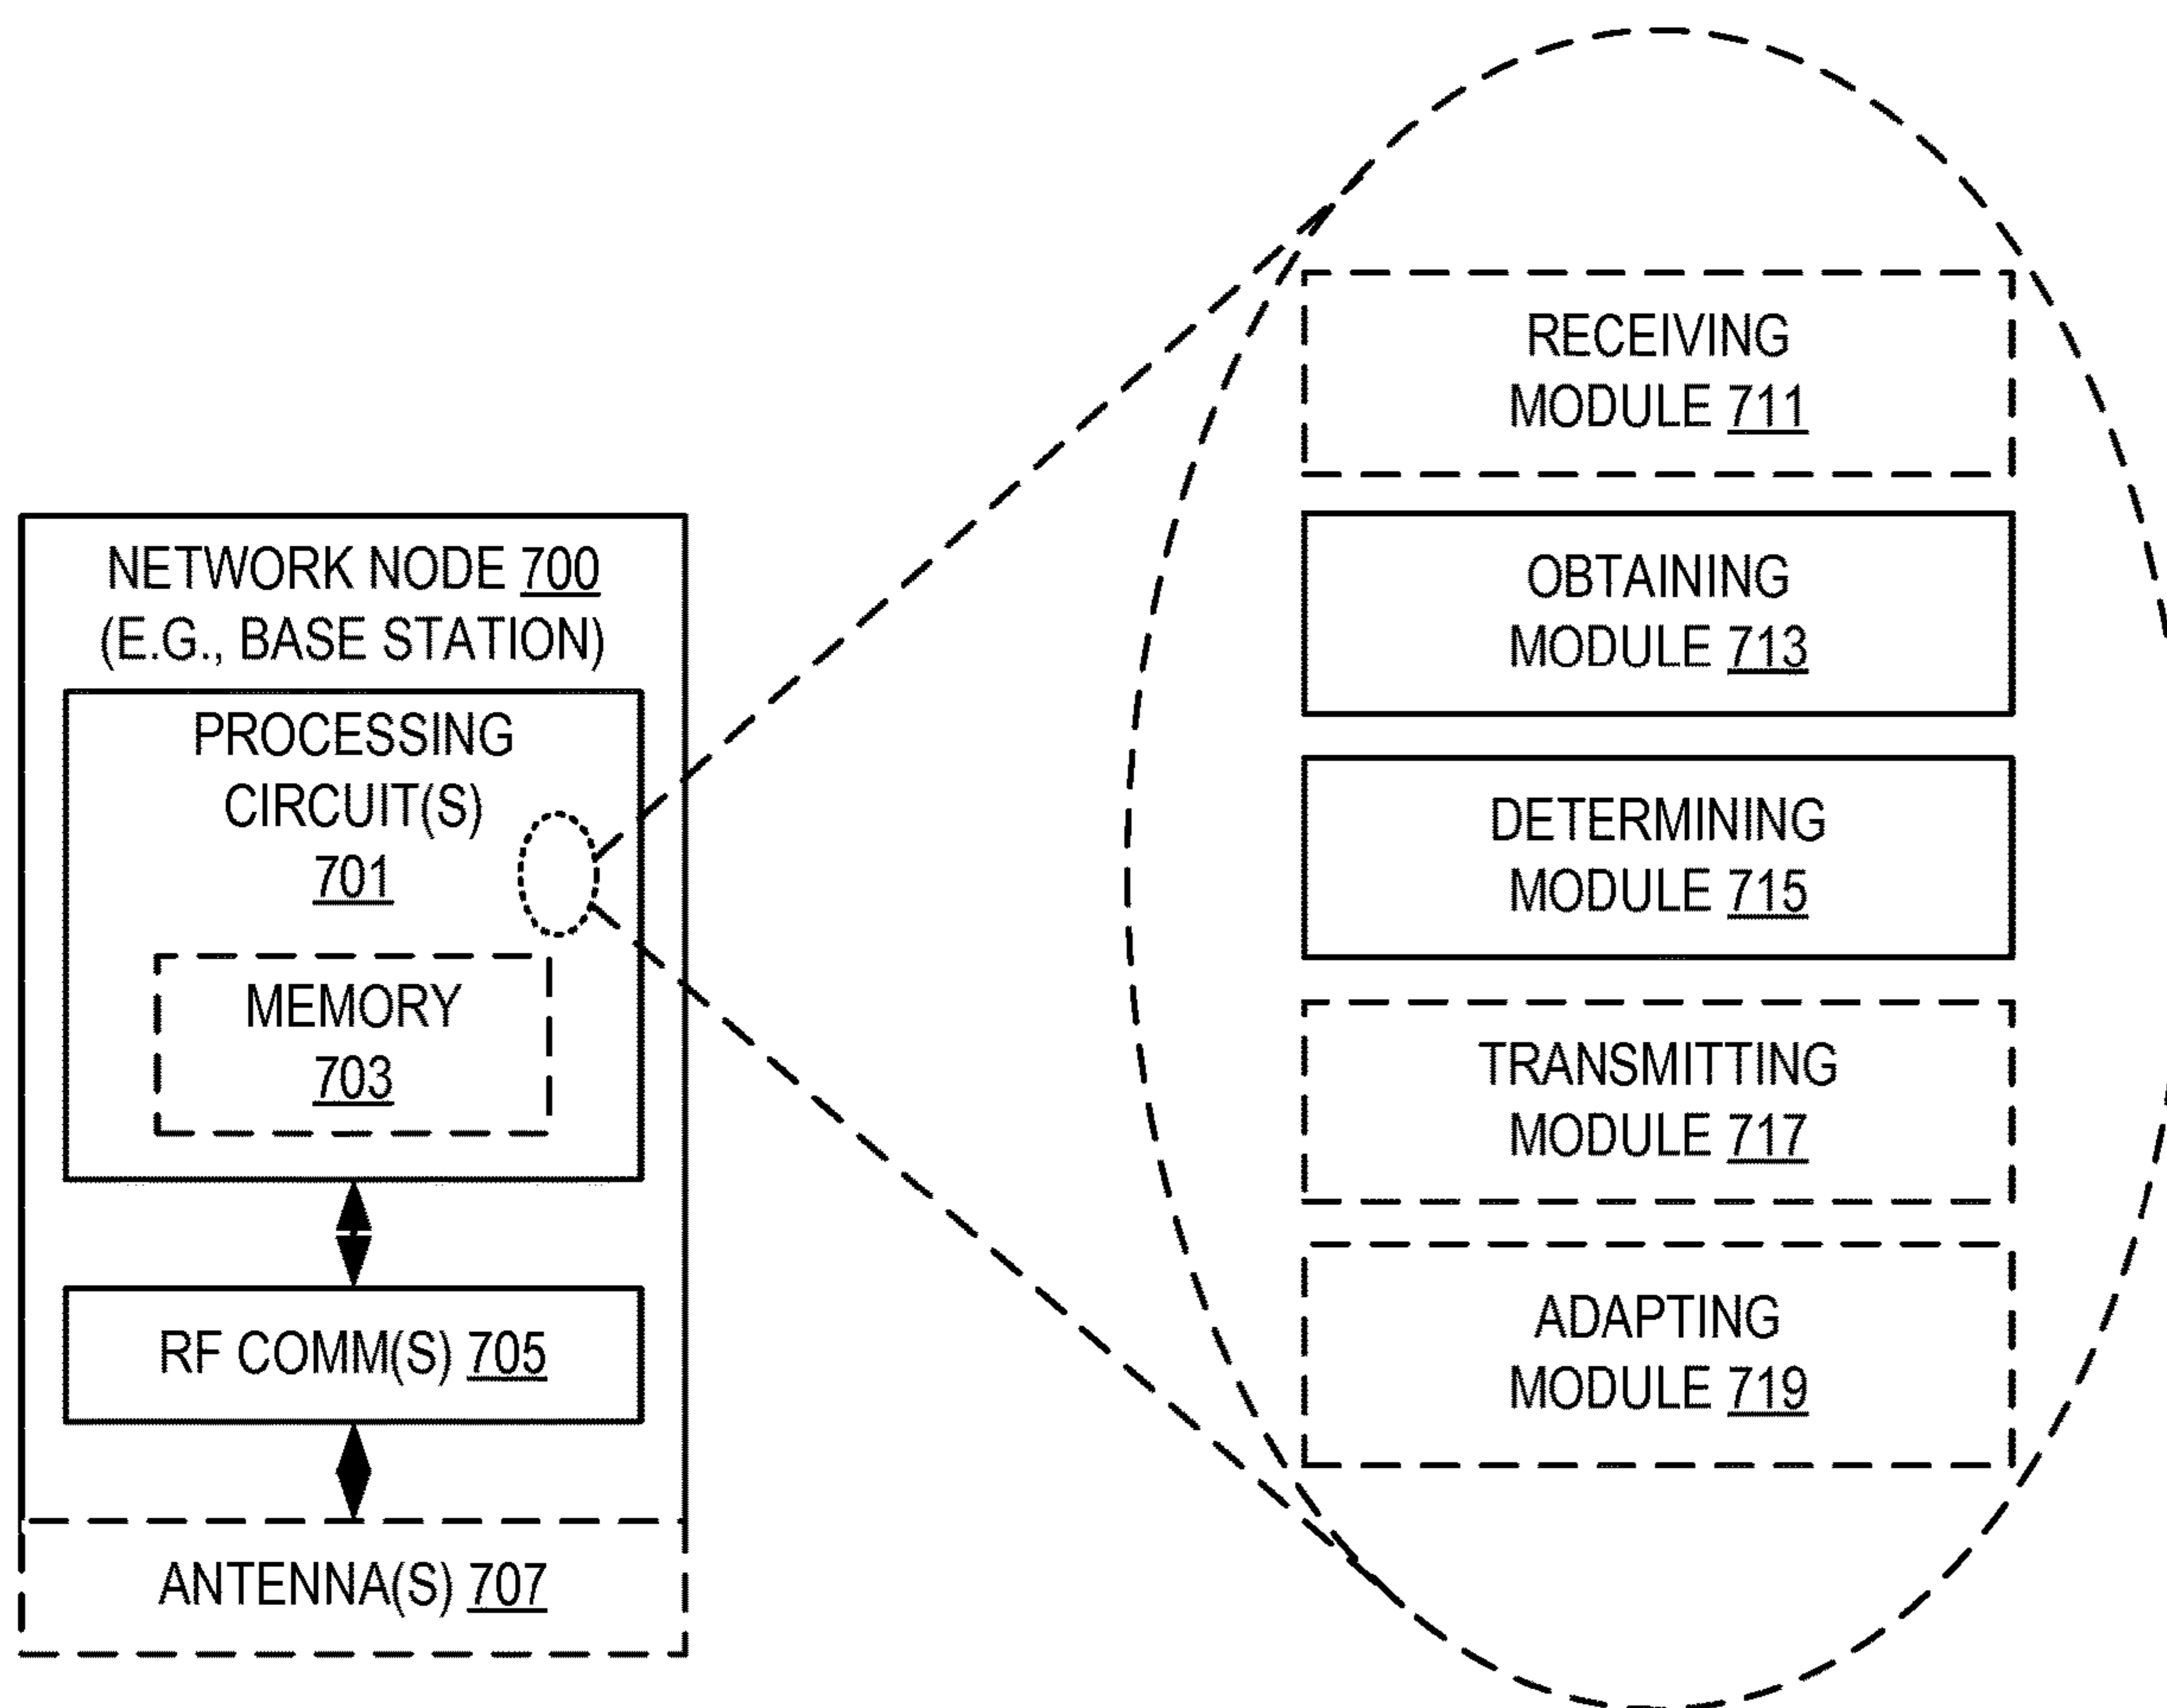 NETWORK NODE 700
(E.G., BASE STATION)
PROCESSING
CIRCUIT(S)
701
MEMORY
703
RF COMM(S) 705
ANTENNA(S) 707
RECEIVING
MODULE 711
OBTAINING
MODULE 713
DETERMINING
MODULE 715
TRANSMITTING
MODULE 717
ADAPTING
MODULE 719